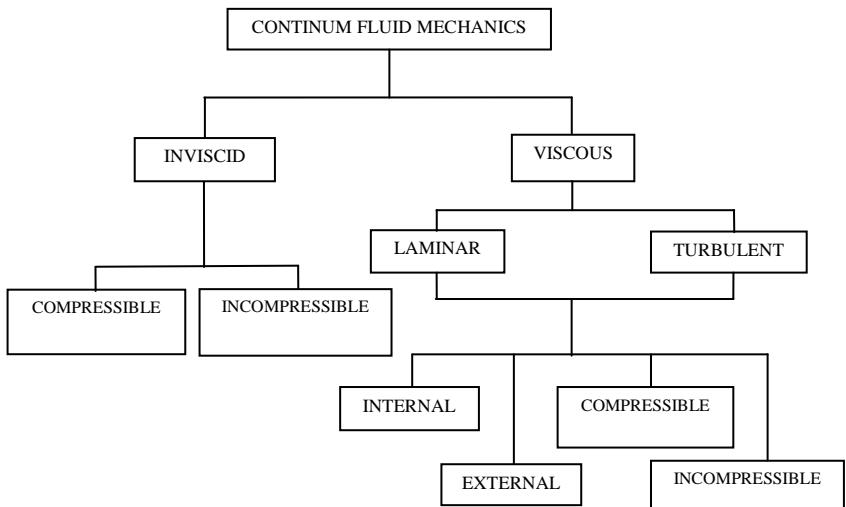 CONTINUM FLUID MECHANICS
INVISCID
VISCOUS
LAMINAR
TURBULENT
COMPRESSIBLE
INCOMPRESSIBLE
INTERNAL
COMPRESSIBLE
EXTERNAL
INCOMPRESSIBLE